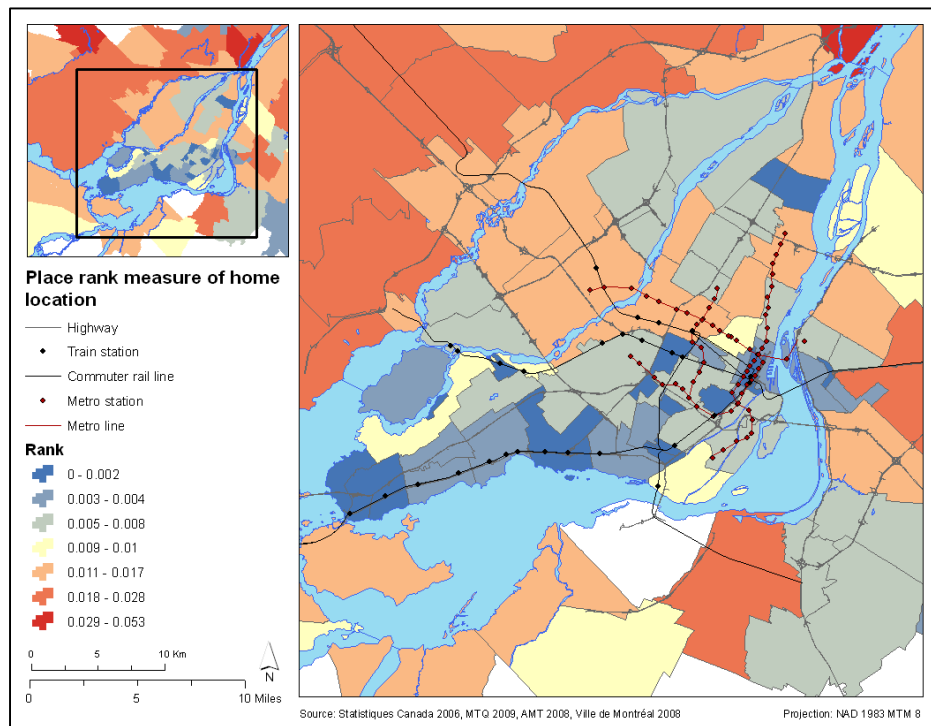 Place rank measure of home
location
Highway
Train station
Commuter rail line
Metro station
Metro line
Rank
0 - 0.002
0.003 - 0.004
0.005 - 0.008
0.009 - 0.01
0.011 - 0.017
0.018 - 0.028
0.029 - 0.053
0 5 10 Km
N
0 5 10 Miles
Source: Statistiques Canada 2006, MTQ 2009, AMT 2008, Ville de Montréal 2008 Projection: NAD 1983 MTM 8